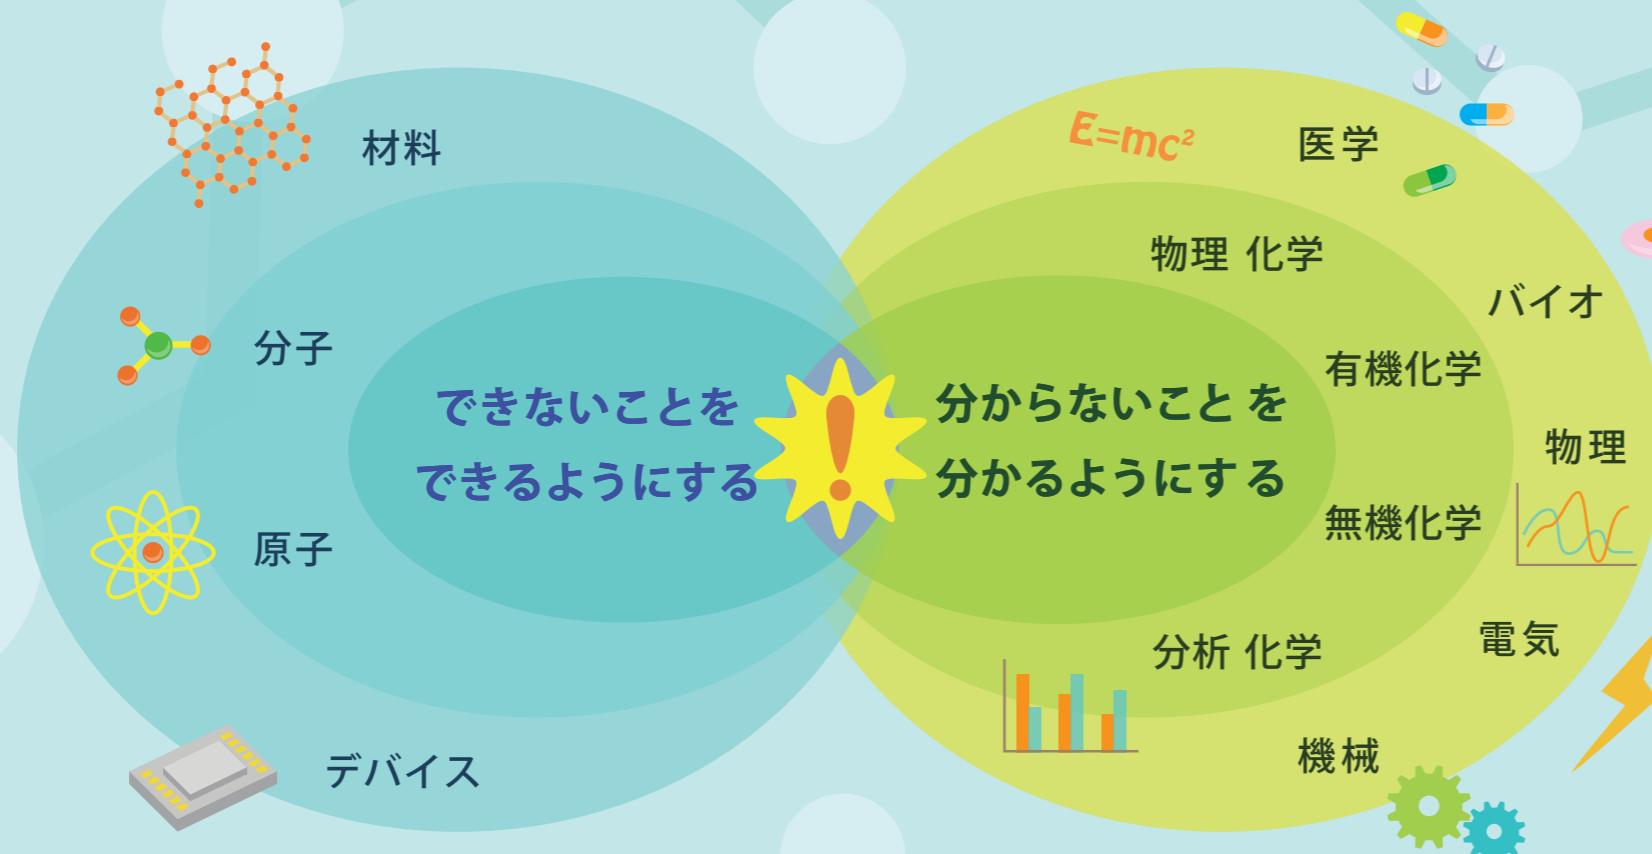 材料
分子
原子
デバイス
できないことを
できるようにする
!
分からないことを
分かるようにする
E=mc²
医学
物理化学
バイオ
有機化学
物理
無機化学
電気
分析化学
機械